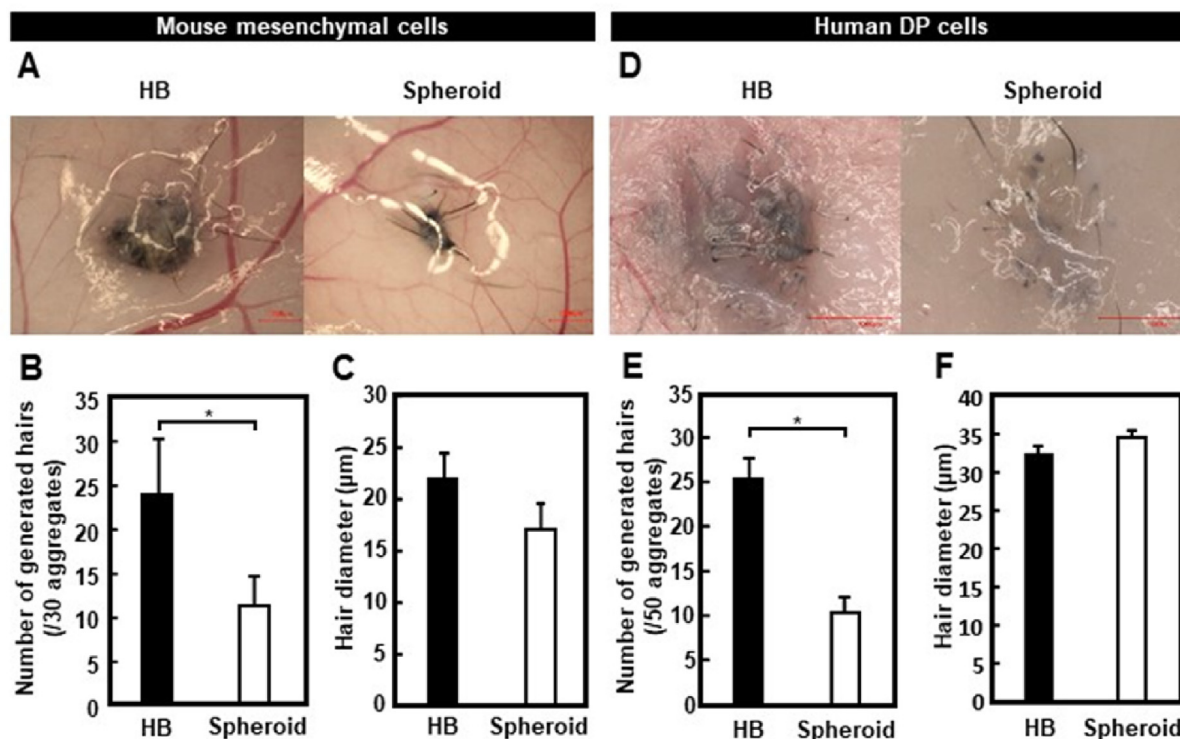 Mouse mesenchymal cells
Human DP cells
A
HB
Spheroid
D
HB
Spheroid
B
Number of generated hairs
(/30 aggregates)
35
30
25
20
15
10
5
0
*
HB
Spheroid
C
Hair diameter (μm)
30
25
20
15
10
5
0
HB
Spheroid
E
Number of generated hairs
(/50 aggregates)
35
30
25
20
15
10
5
0
*
HB
Spheroid
F
Hair diameter (μm)
40
35
30
25
20
15
10
5
0
HB
Spheroid